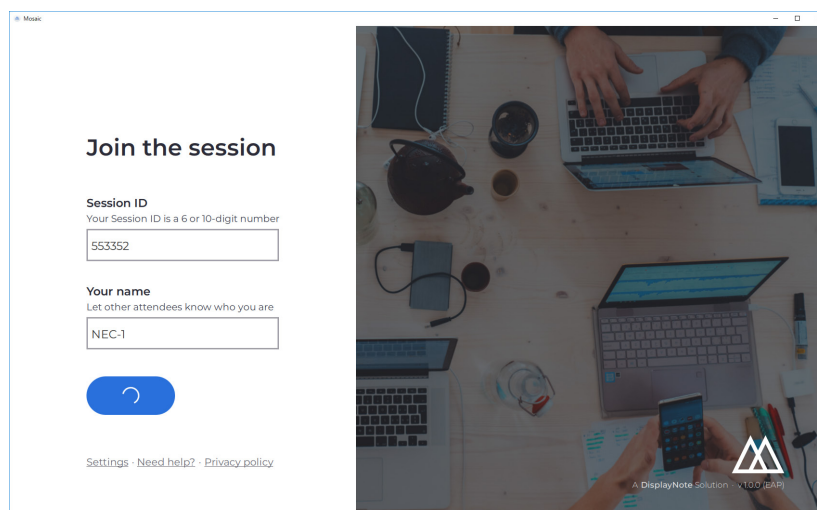 Mosaic
Join the session
Session ID
Your Session ID is a 6 or 10-digit number
553352
Your name
Let other attendees know who you are
NEC-1
Settings · Need help? · Privacy policy
A DisplayNote Solution - v 1.0.0 (EAP)